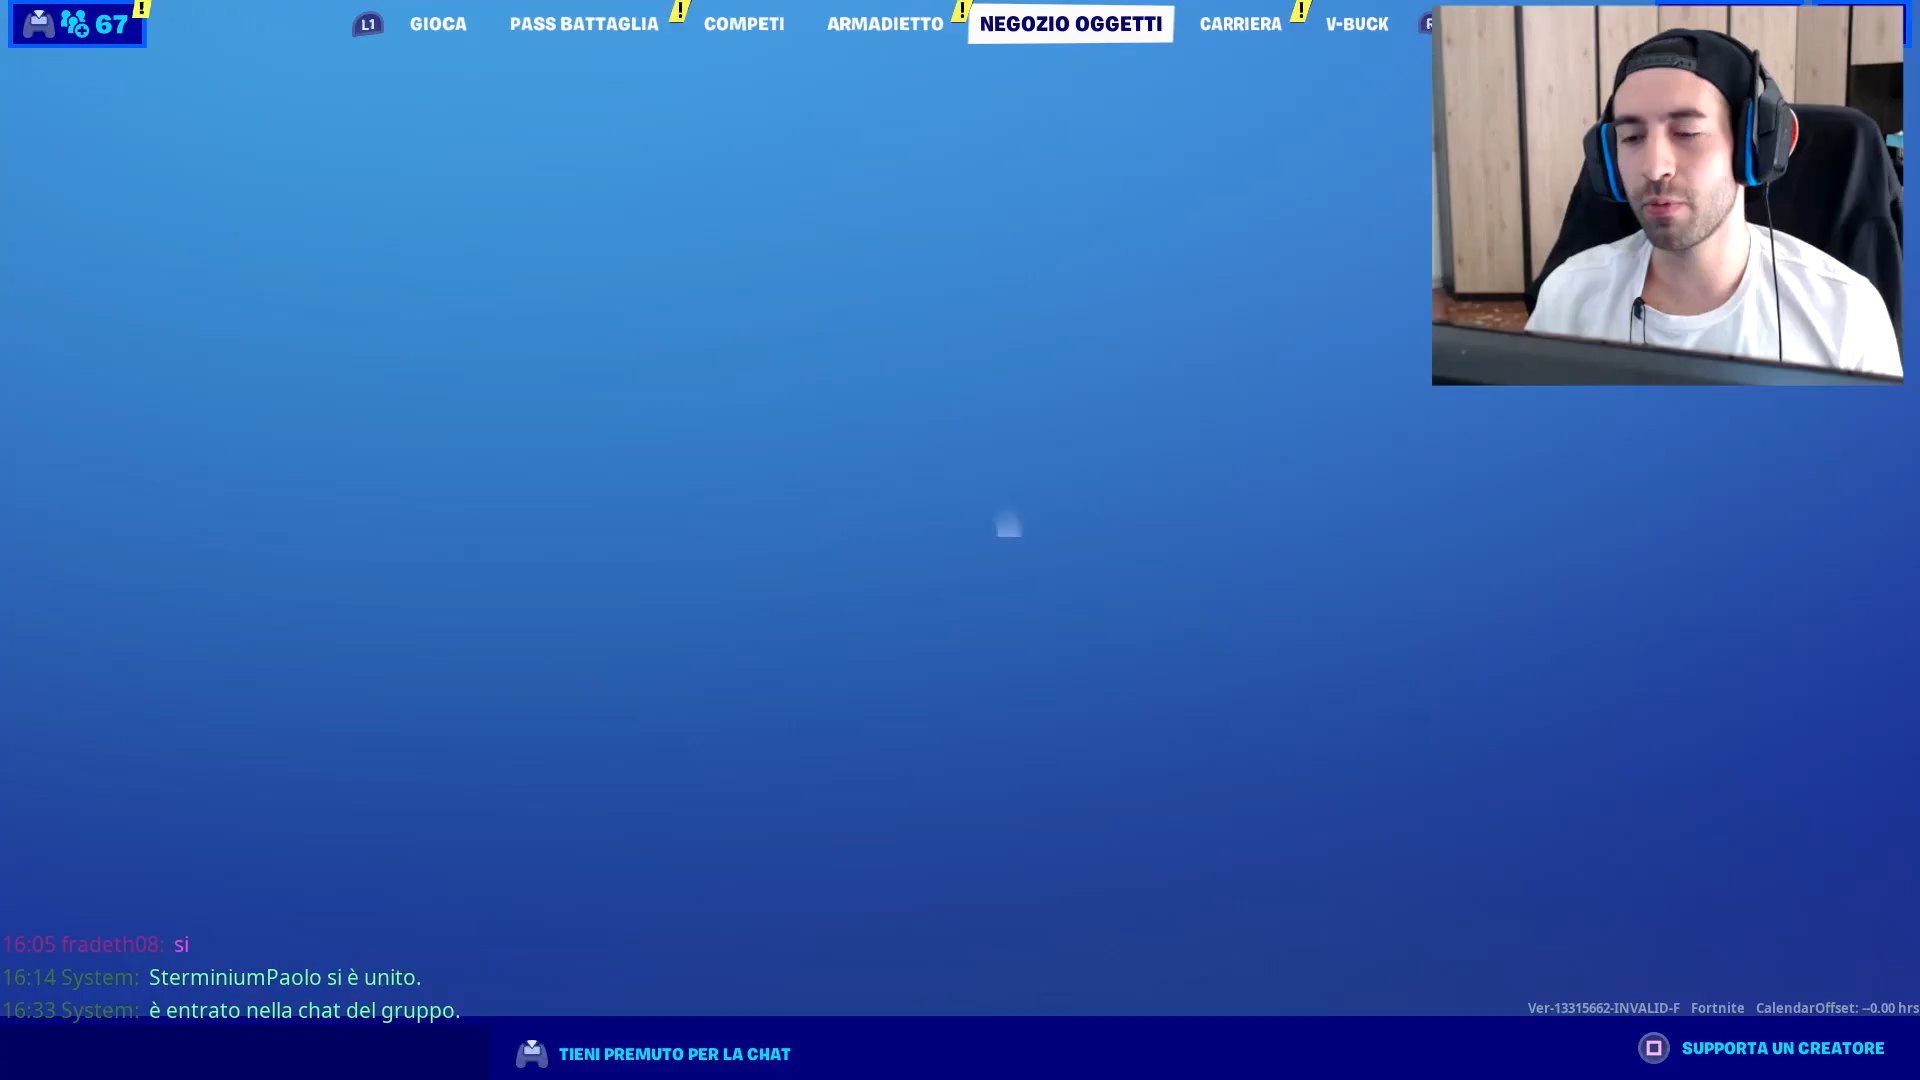 67
!
L1
GIOCA
PASS BATTAGLIA
!
COMPETI
ARMADIETTO
!
NEGOZIO OGGETTI
CARRIERA
!
V-BUCK
16:05 fradeth08: si
16:14 System: SterminiumPaolo si è unito.
16:33 System: è entrato nella chat del gruppo.
Ver-13315662-INVALID-F Fortnite CalendarOffset: --0.00 hrs
TIENI PREMUTO PER LA CHAT
SUPPORTA UN CREATORE